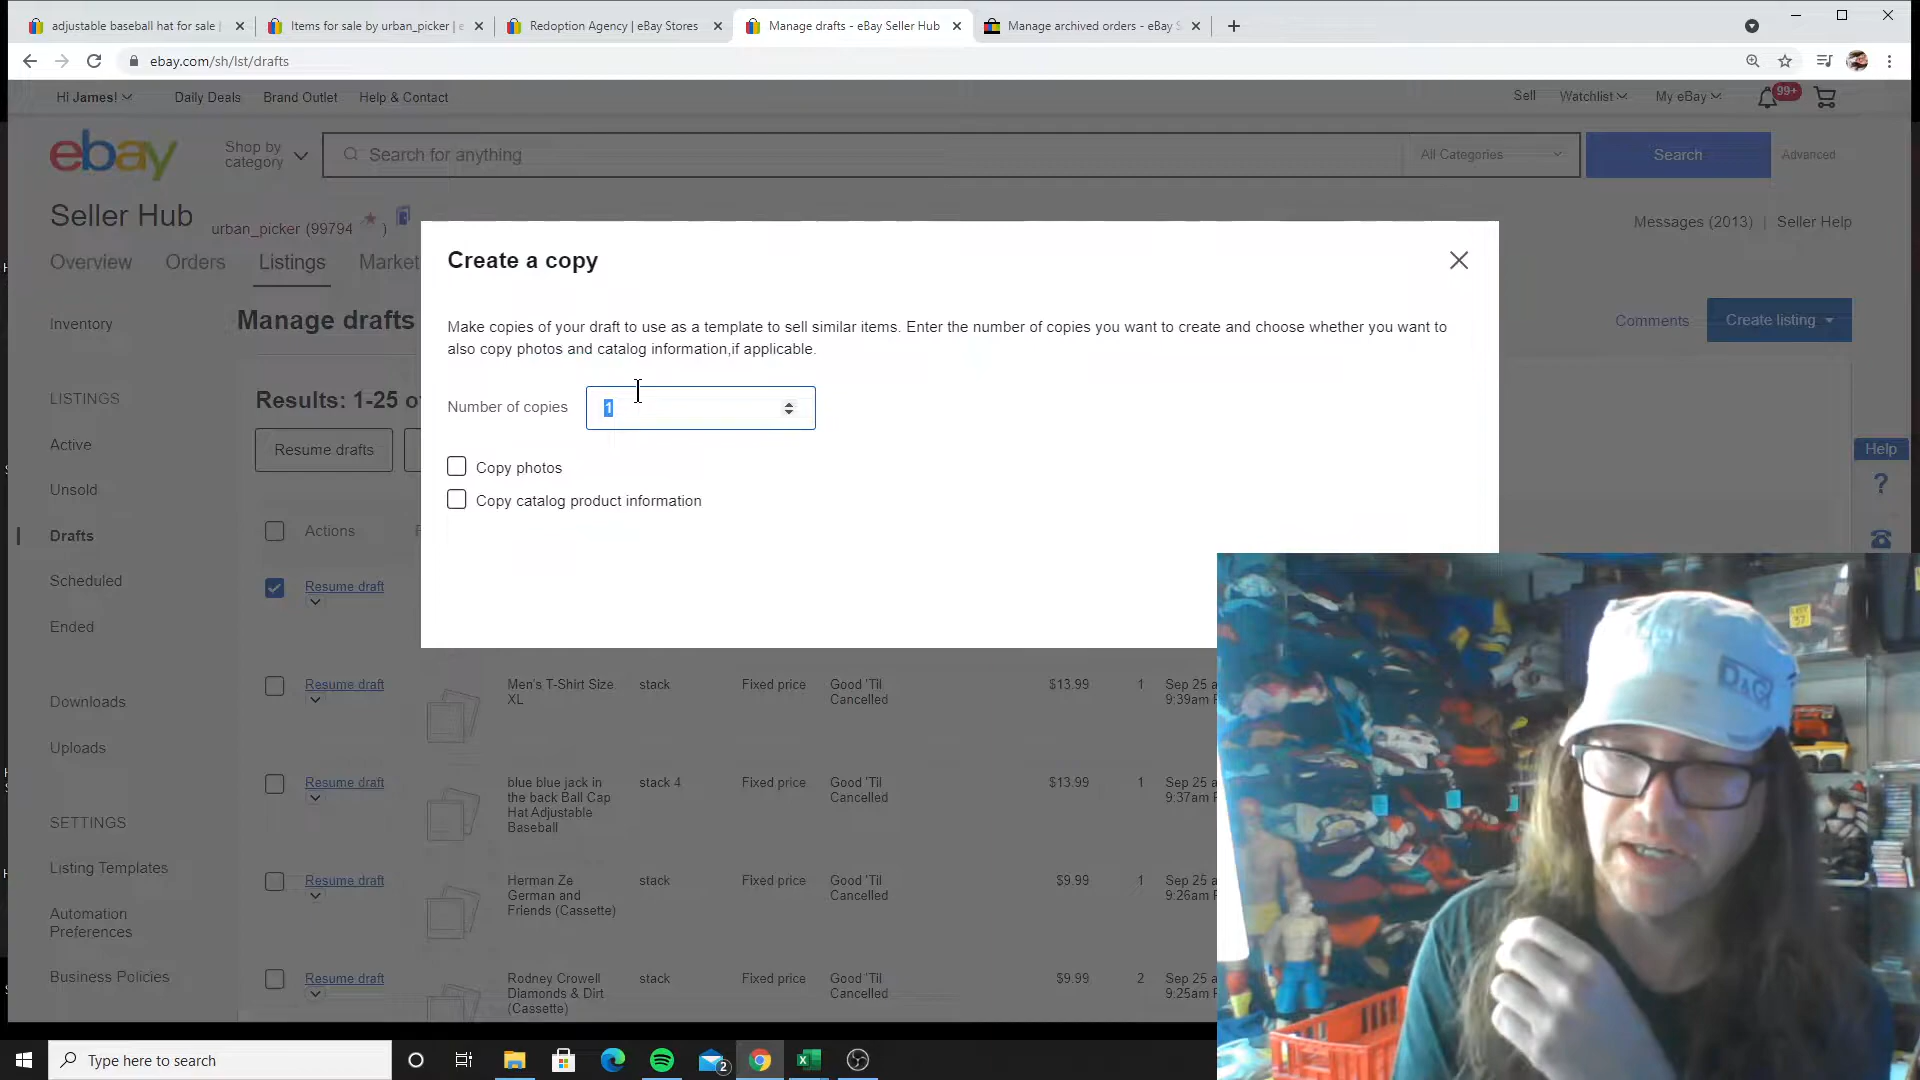 adjustable baseball hat for sale
Items for sale by urban_picker | e
Redoption Agency | eBay Stores
Manage drafts - eBay Seller Hub
Manage archived orders - eBay S
ebay.com/sh/lst/drafts
Hi James!
Daily Deals
Brand Outlet
Help & Contact
Sell
Watchlist
My eBay
99+
ebay
Shop by
category
Search for anything
All Categories
Search
Advanced
Seller Hub
urban_picker (99794 )
Messages (2013) | Seller Help
Overview
Orders
Listings
Market
Create a copy
Make copies of your draft to use as a template to sell similar items. Enter the number of copies you want to create and choose whether you want to
also copy photos and catalog information,if applicable.
Number of copies
1
Copy photos
Copy catalog product information
Inventory
LISTINGS
Active
Unsold
Drafts
Scheduled
Ended
Downloads
Uploads
SETTINGS
Listing Templates
Automation
Preferences
Business Policies
Manage drafts
Comments
Create listing
Results: 1-25 o
Resume drafts
Actions
Resume draft
Resume draft
Men's T-Shirt Size
XL
stack
Fixed price
Good 'Til
Cancelled
$13.99
1
Sep 25 a
9:39am P
Resume draft
blue blue jack in
the back Ball Cap
Hat Adjustable
Baseball
stack 4
Fixed price
Good 'Til
Cancelled
$13.99
1
Sep 25 a
9:37am P
Resume draft
Herman Ze
German and
Friends (Cassette)
stack
Fixed price
Good 'Til
Cancelled
$9.99
1
Sep 25 a
9:26am P
Resume draft
Rodney Crowell
Diamonds & Dirt
(Cassette)
stack
Fixed price
Good 'Til
Cancelled
$9.99
2
Sep 25 a
9:25am P
Help
?
D&G
Type here to search
2